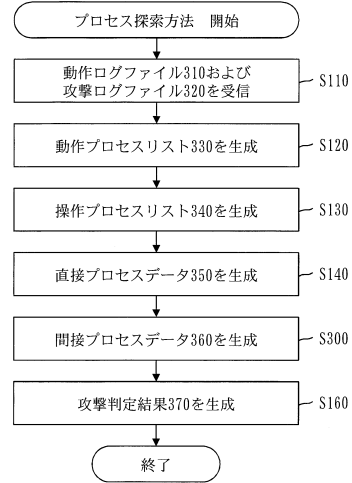 プロセス探索方法　開始
動作ログファイル310および
攻撃ログファイル320を受信
S110
動作プロセスリスト330を生成
S120
操作プロセスリスト340を生成
S130
直接プロセスデータ350を生成
S140
間接プロセスデータ360を生成
S300
攻撃判定結果370を生成
S160
終了